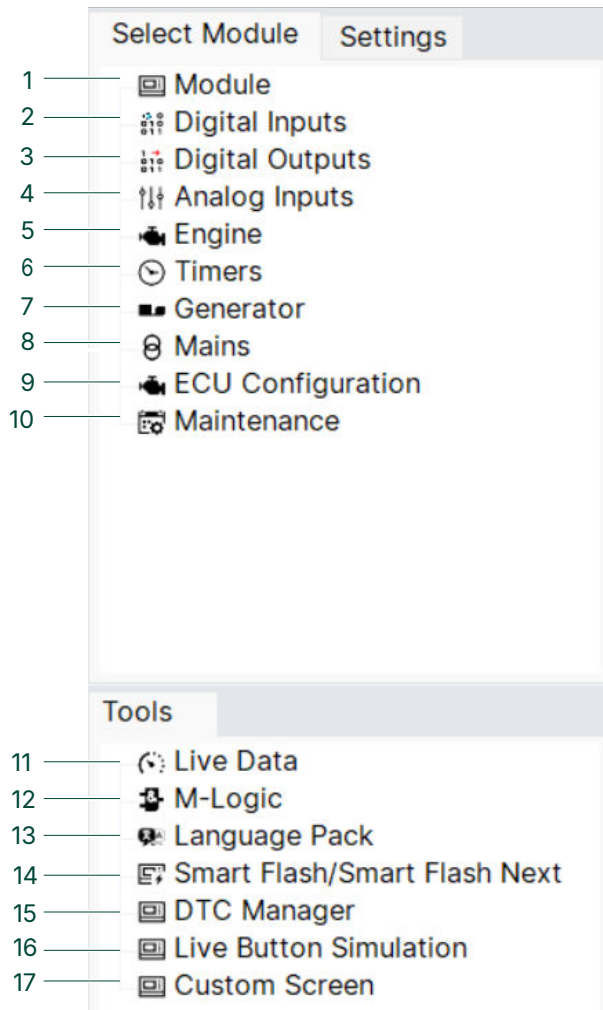 Select Module Settings
1 Module
2 Digital Inputs
3 Digital Outputs
4 Analog Inputs
5 Engine
6 Timers
7 Generator
8 Mains
9 ECU Configuration
10 Maintenance
Tools
11 Live Data
12 M-Logic
13 Language Pack
14 Smart Flash/Smart Flash Next
15 DTC Manager
16 Live Button Simulation
17 Custom Screen